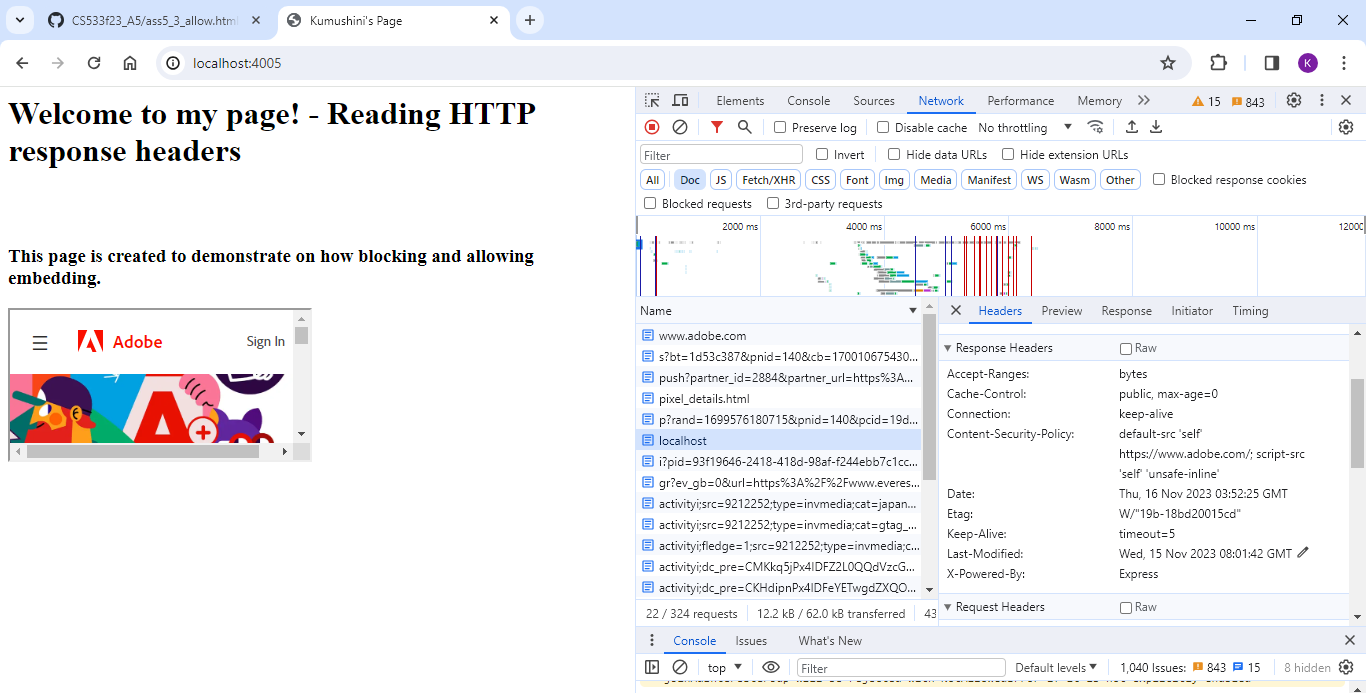 CS533f23_A5/ass5_3_allow.html
Kumushini's Page
localhost:4005
K
Welcome to my page! - Reading HTTP
response headers
This page is created to demonstrate on how blocking and allowing
embedding.
Adobe
Sign In
Elements Console Sources Network Performance Memory 15 843
Preserve log Disable cache No throttling
Filter Invert Hide data URLs Hide extension URLs
All Doc JS Fetch/XHR CSS Font Img Media Manifest WS Wasm Other Blocked response cookies
Blocked requests 3rd-party requests
2000 ms 4000 ms 6000 ms 8000 ms 10000 ms 12000
Name
www.adobe.com
s?bt=1d53c387&pnid=140&cb=170010675430...
push?partner_id=2884&partner_url=https%3A...
pixel_details.html
p?rand=1699576180715&pnid=140&pcid=19d...
localhost
i?pid=93f19646-2418-418d-98af-f244ebb7c1cc...
gr?ev_gb=0&url=https%3A%2F%2Fwww.everes...
activityi;src=9212252;type=invmedia;cat=japan...
activityi;src=9212252;type=invmedia;cat=gtag_...
activityi;fledge=1;src=9212252;type=invmedia;c...
activityi;dc_pre=CMKkq5jPx4IDFZ2L0QQdVzcG...
activityi;dc_pre=CKHdipnPx4IDFeYETwgdZXQO...
22 / 324 requests 12.2 kB / 62.0 kB transferred 43
Headers Preview Response Initiator Timing
Response Headers Raw
Accept-Ranges: bytes
Cache-Control: public, max-age=0
Connection: keep-alive
Content-Security-Policy: default-src 'self'
https://www.adobe.com/; script-src
'self' 'unsafe-inline'
Date: Thu, 16 Nov 2023 03:52:25 GMT
Etag: W/"19b-18bd20015cd"
Keep-Alive: timeout=5
Last-Modified: Wed, 15 Nov 2023 08:01:42 GMT
X-Powered-By: Express
Request Headers Raw
Console Issues What's New
top Filter Default levels 1,040 Issues: 843 15 8 hidden